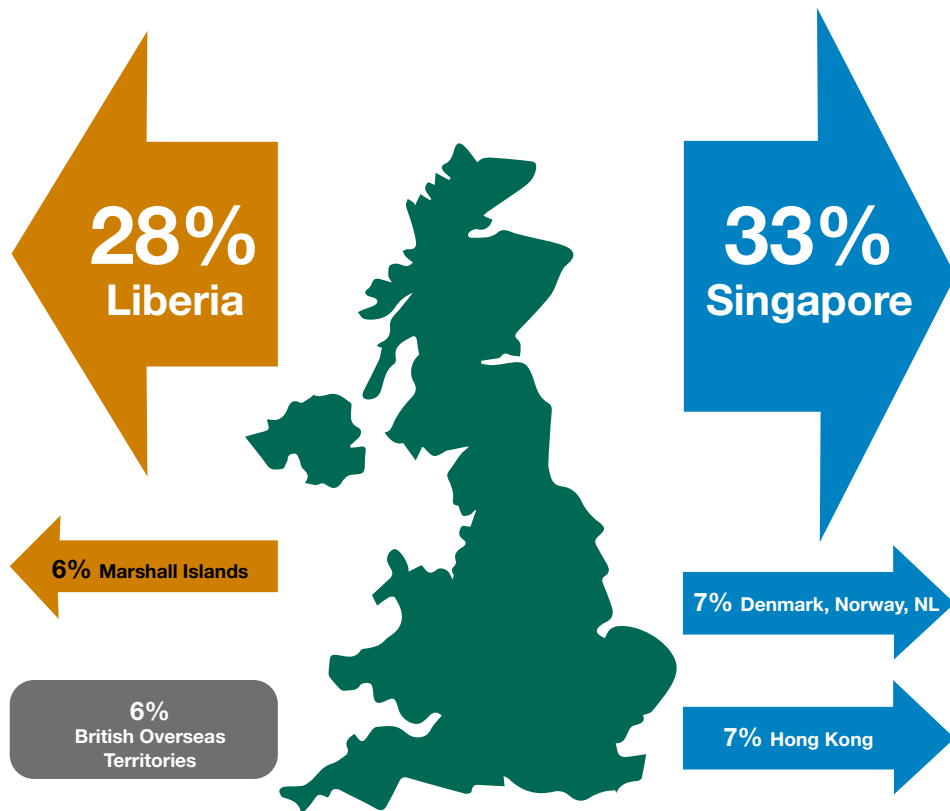 28%
Liberia
33%
Singapore
6% Marshall Islands
7% Denmark, Norway, NL
6%
British Overseas
Territories
7% Hong Kong